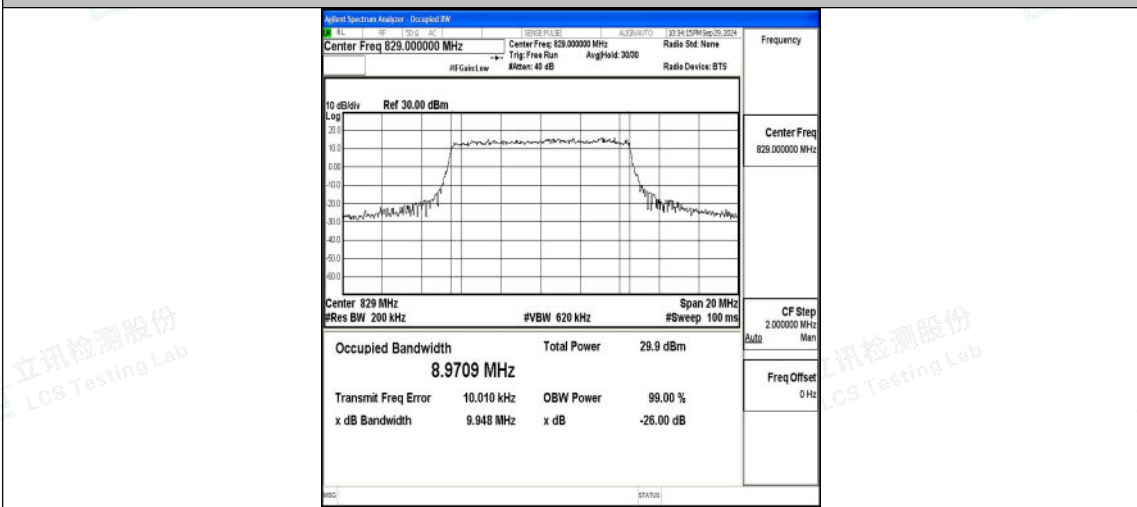 Agilent Spectrum Analyzer - Occupied BW
RL RF 50 Ω AC SENSE:PULSE ALIGNAUTO 10:34:15PM Sep 29, 2024
Center Freq 829.000000 MHz
Center Freq: 829.000000 MHz
Radio Std: None
Trig: Free Run Avg|Hold: 30/30
#IFGain:Low #Atten: 40 dB Radio Device: BTS
Frequency
10 dB/div Ref 30.00 dBm
Log
20.0
10.0
0.00
-10.0
-20.0
-30.0
-40.0
-50.0
-60.0
Center Freq
829.000000 MHz
Center 829 MHz Span 20 MHz
#Res BW 200 kHz #VBW 620 kHz #Sweep 100 ms
CF Step
2.000000 MHz
Auto Man
Occupied Bandwidth Total Power 29.9 dBm
8.9709 MHz
Freq Offset
0 Hz
Transmit Freq Error 10.010 kHz OBW Power 99.00 %
x dB Bandwidth 9.948 MHz x dB -26.00 dB
MSG STATUS
立讯检测股份
LCS Testing Lab
立讯检测股份
LCS Testing Lab